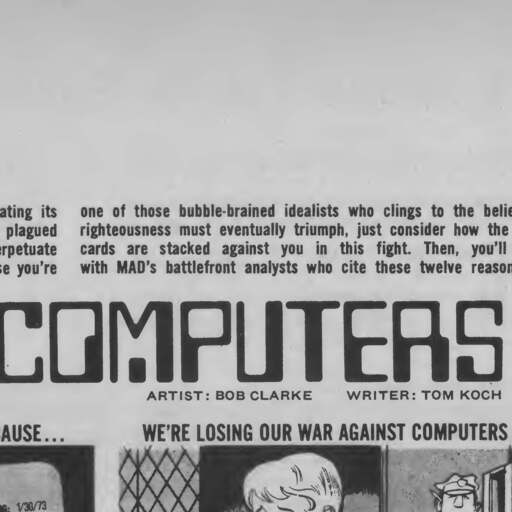 ating its
plagued
erpetuate
se you're
one of those bubble-brained idealists who clings to the belie
righteousness must eventually triumph, just consider how the
cards are stacked against you in this fight. Then, you'll
with MAD's battlefront analysts who cite these twelve reason
COMPUTERS
ARTIST: BOB CLARKE WRITER: TOM KOCH
AUSE...
WE'RE LOSING OUR WAR AGAINST COMPUTERS
1/30/73